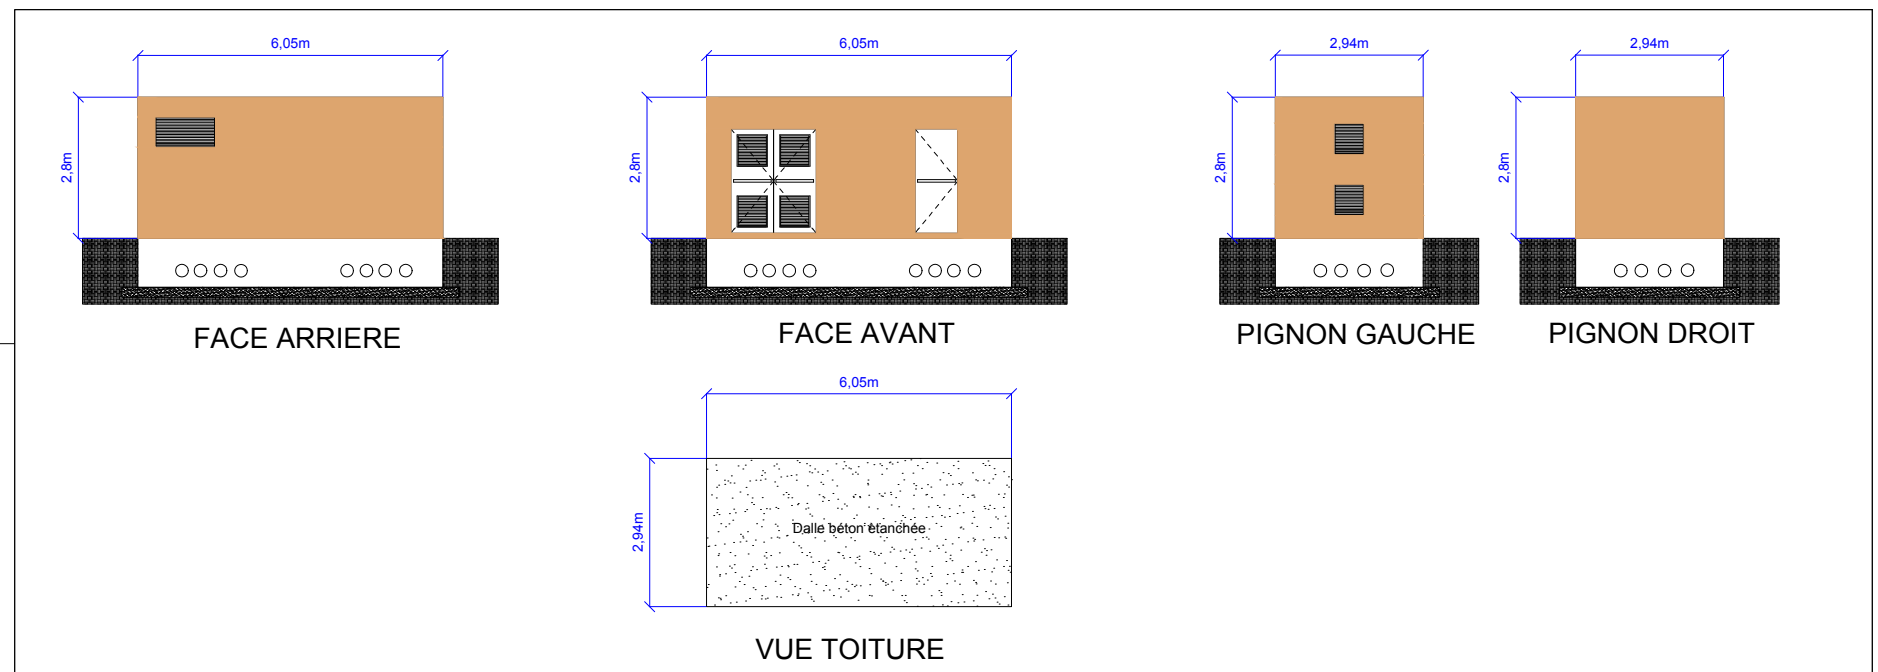 6,05m
6,05m
2,94m
2,94m
2,8m
2,8m
2,8m
2,8m
FACE ARRIERE
FACE AVANT
PIGNON GAUCHE
PIGNON DROIT
6,05m
2,94m
Dalle béton étanchée
VUE TOITURE